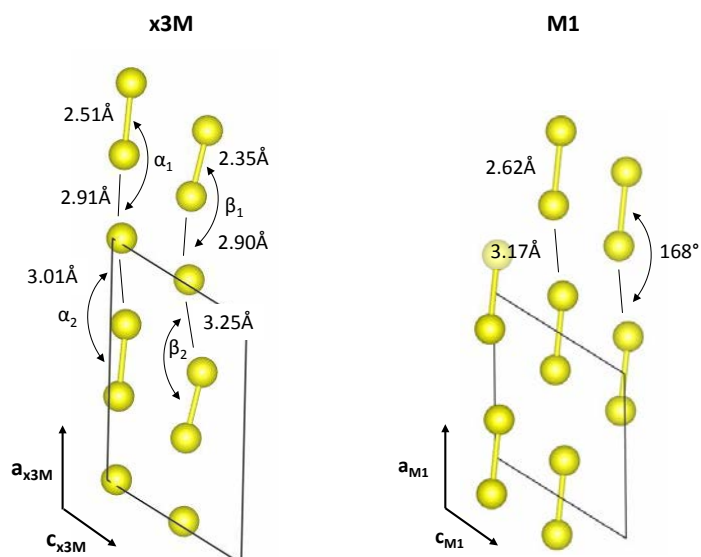 x3M
M1
2.51Å
α1
2.35Å
2.91Å
β1
2.90Å
3.01Å
α2
3.25Å
β2
ax3M
cx3M
2.62Å
3.17Å
168°
aM1
cM1